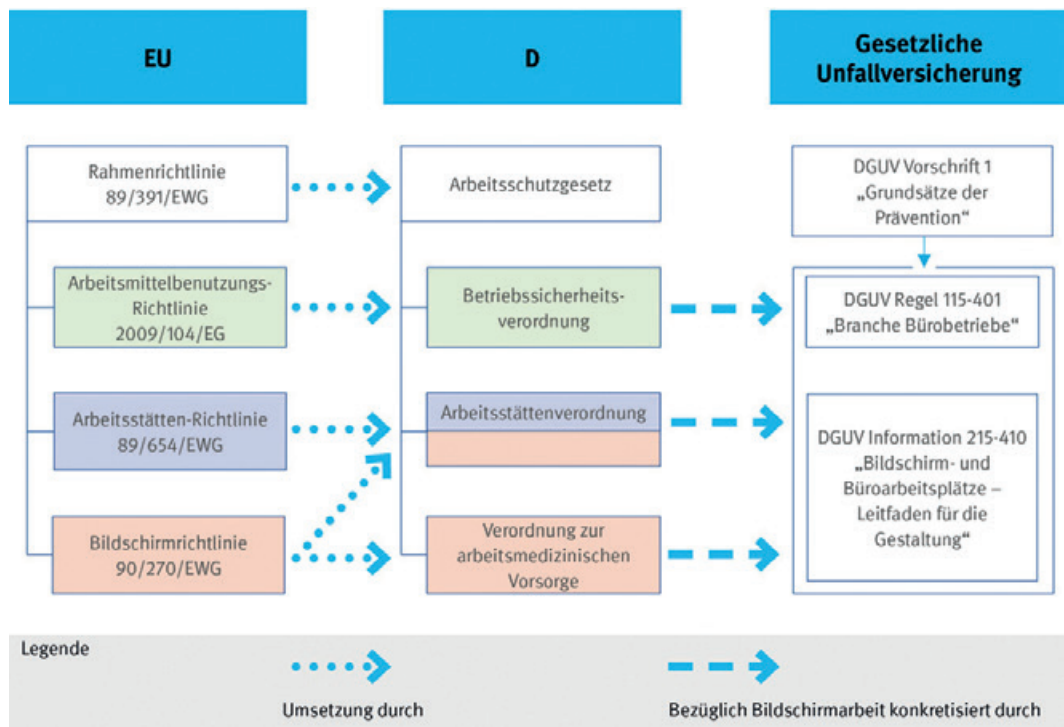 EU
D
Gesetzliche
Unfallversicherung
Rahmenrichtlinie
89/391/EWG
Arbeitsschutzgesetz
DGUV Vorschrift 1
„Grundsätze der
Prävention“
Arbeitsmittelbenutzungs-
Richtlinie
2009/104/EG
Betriebssicherheits-
verordnung
DGUV Regel 115-401
„Branche Bürobetriebe“
Arbeitsstätten-Richtlinie
89/654/EWG
Arbeitsstättenverordnung
DGUV Information 215-410
„Bildschirm- und
Büroarbeitsplätze –
Leitfaden für die
Gestaltung“
Bildschirmrichtlinie
90/270/EWG
Verordnung zur
arbeitsmedizinischen
Vorsorge
Legende
Umsetzung durch
Bezüglich Bildschirmarbeit konkretisiert durch